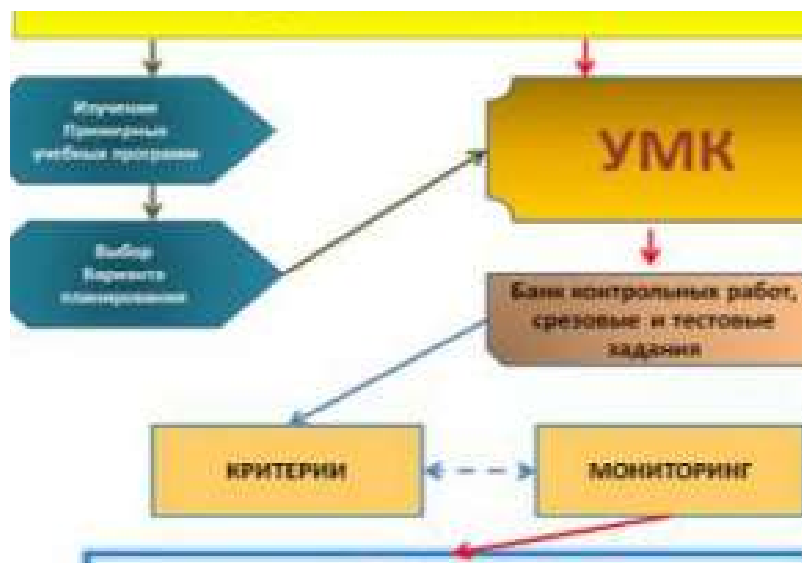 Изучение
Примерных
учебных программ
УМК
Выбор
Варианта
планирования
Банк контрольных работ,
срезовые и тестовые
задания
КРИТЕРИИ
МОНИТОРИНГ